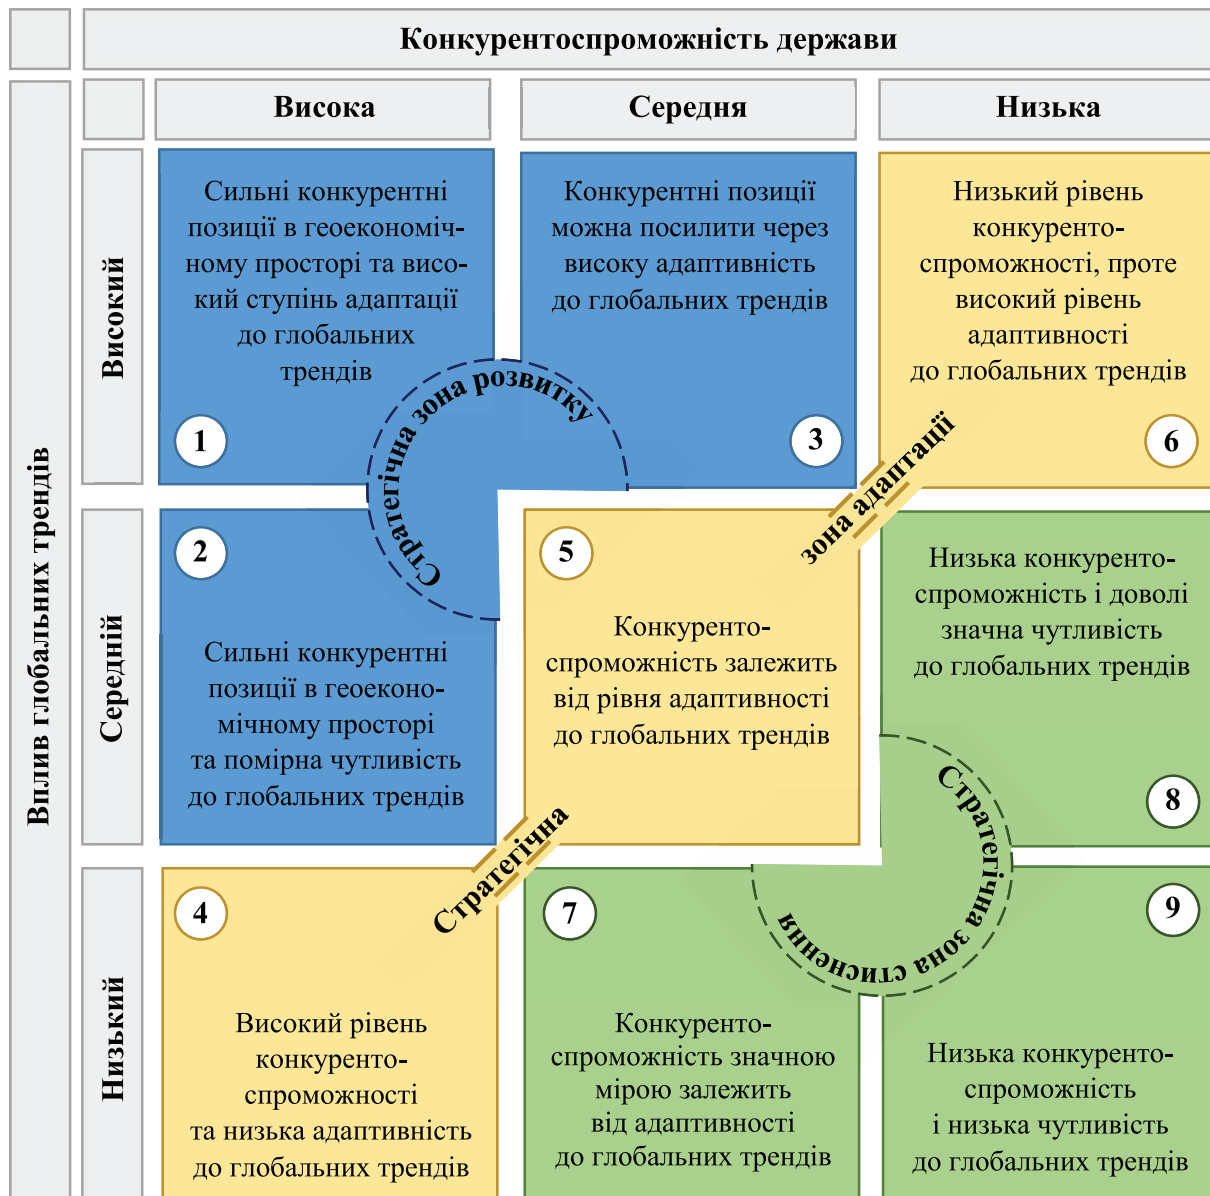 Конкурентоспроможність держави
Вплив глобальних трендів
Висока
Середня
Низька
Високий
Сильні конкурентні
позиції в геоекономіч-
ному просторі та висо-
кий ступінь адаптації
до глобальних
трендів
1
Конкурентні позиції
можна посилити через
високу адаптивність
до глобальних трендів
3
Низький рівень
конкуренто-
спроможності, проте
високий рівень
адаптивності
до глобальних трендів
6
Стратегічна зона розвитку
Середній
2
Сильні конкурентні
позиції в геоеконо-
мічному просторі
та помірна чутливість
до глобальних трендів
5
Конкуренто-
спроможність залежить
від рівня адаптивності
до глобальних трендів
Низька конкуренто-
спроможність і доволі
значна чутливість
до глобальних трендів
8
Стратегічна
зона адаптації
Низький
4
Високий рівень
конкуренто-
спроможності
та низька адаптивність
до глобальних трендів
7
Конкуренто-
спроможність значною
мірою залежить
від адаптивності
до глобальних трендів
9
Низька конкуренто-
спроможність
і низька чутливість
до глобальних трендів
Стратегічна зона стиснення